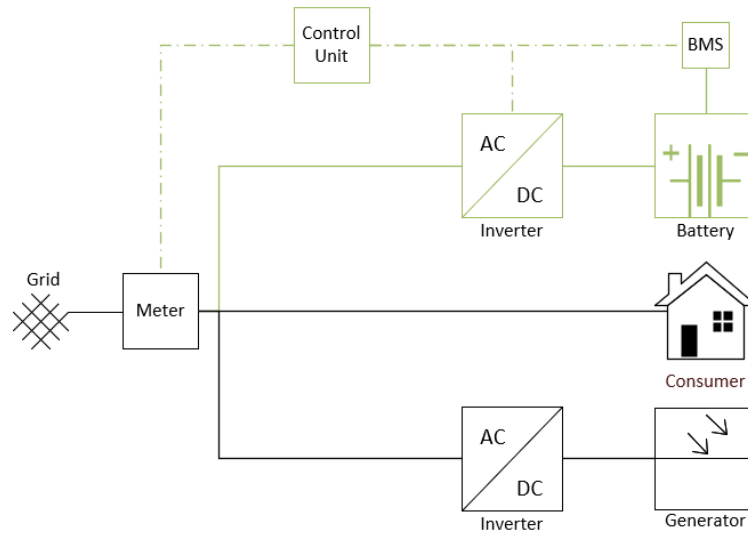 Control
Unit
BMS
AC
DC
Inverter
+
−
Battery
Grid
Meter
Consumer
AC
DC
Inverter
Generator